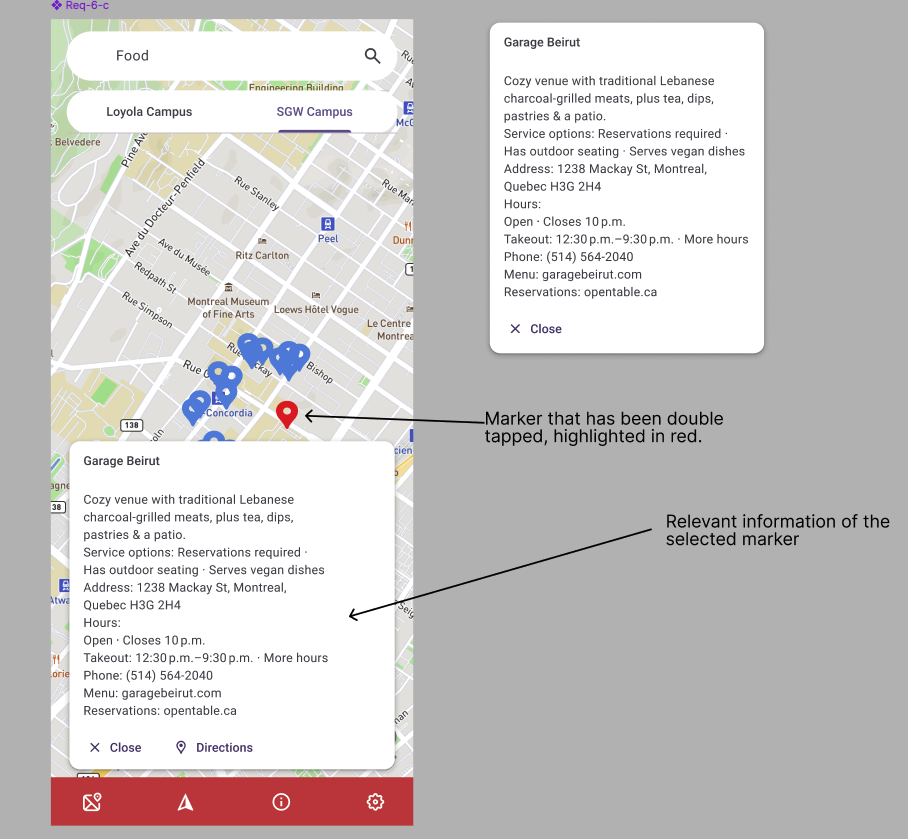 Req-6-c
Food
Engineering Building
Loyola Campus
SGW Campus
McG
Belvedere
Pine Ave
Ave du Docteur-Penfield
Rue Stanley
Rue Man
Peel
Dunn
Ritz Carlton
Ave du Musée
Redpath St
Rue Simpson
Montreal Museum
of Fine Arts
Loews Hôtel Vogue
Le Centre
Montrea
Bishop
-Concordia
138
Garage Beirut
Cozy venue with traditional Lebanese
charcoal-grilled meats, plus tea, dips,
pastries & a patio.
Service options: Reservations required ·
Has outdoor seating · Serves vegan dishes
Address: 1238 Mackay St, Montreal,
Quebec H3G 2H4
Hours:
Open · Closes 10 p.m.
Takeout: 12:30 p.m.–9:30 p.m. · More hours
Phone: (514) 564-2040
Menu: garagebeirut.com
Reservations: opentable.ca
Close
Directions
Garage Beirut
Cozy venue with traditional Lebanese
charcoal-grilled meats, plus tea, dips,
pastries & a patio.
Service options: Reservations required ·
Has outdoor seating · Serves vegan dishes
Address: 1238 Mackay St, Montreal,
Quebec H3G 2H4
Hours:
Open · Closes 10 p.m.
Takeout: 12:30 p.m.–9:30 p.m. · More hours
Phone: (514) 564-2040
Menu: garagebeirut.com
Reservations: opentable.ca
Close
Marker that has been double
tapped, highlighted in red.
Relevant information of the
selected marker